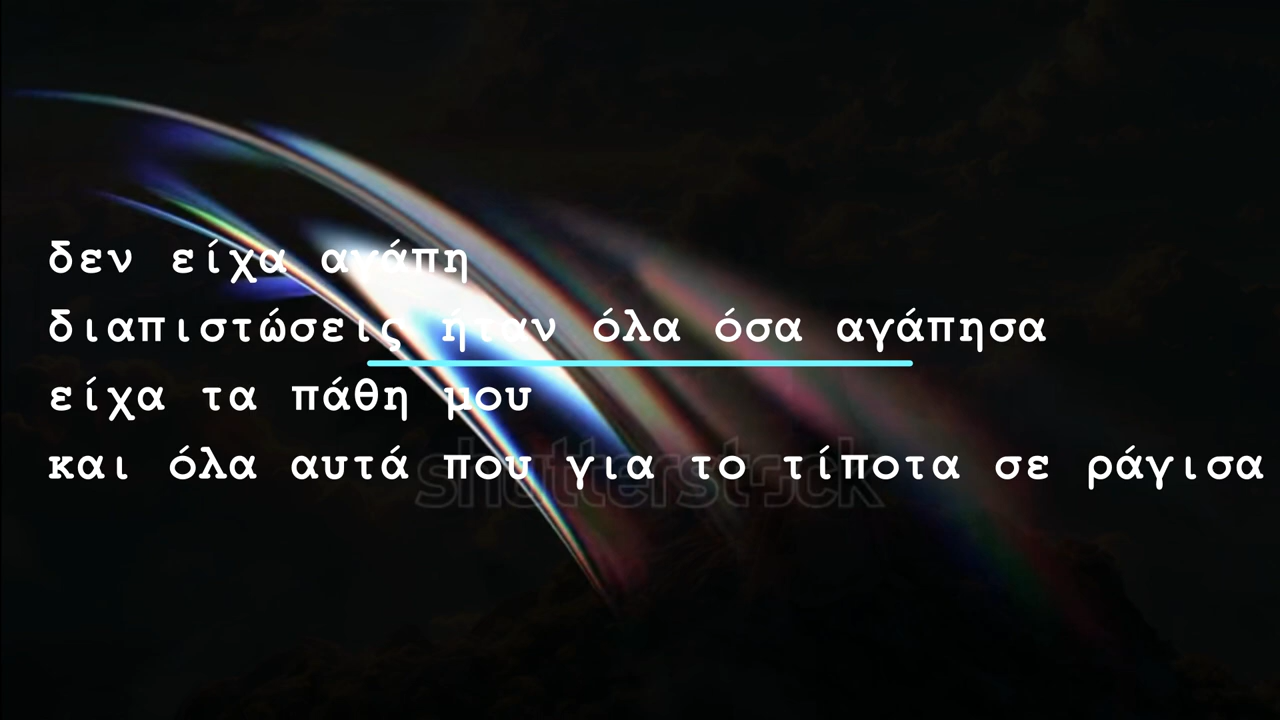 δεν είχα αγάπη
διαπιστώσεις ήταν όλα όσα αγάπησα
είχα τα πάθη μου
και όλα αυτά που για το τίποτα σε ράγισα
shutterstock